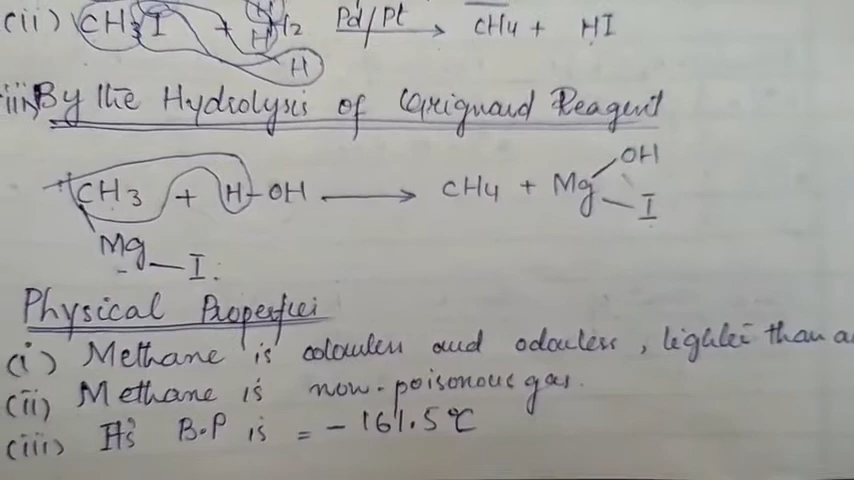 (ii) CH3I + H2 Pd/Pt → CH4 + HI
H
iii) By the Hydrolysis of Grignard Reagent
CH3 + H-OH → CH4 + Mg OH
I
Mg - I.
Physical Properties
(i) Methane is colourless and odourless, lighter than a
(ii) Methane is non-poisonous gas.
(iii) It's B.P is = -161.5°C